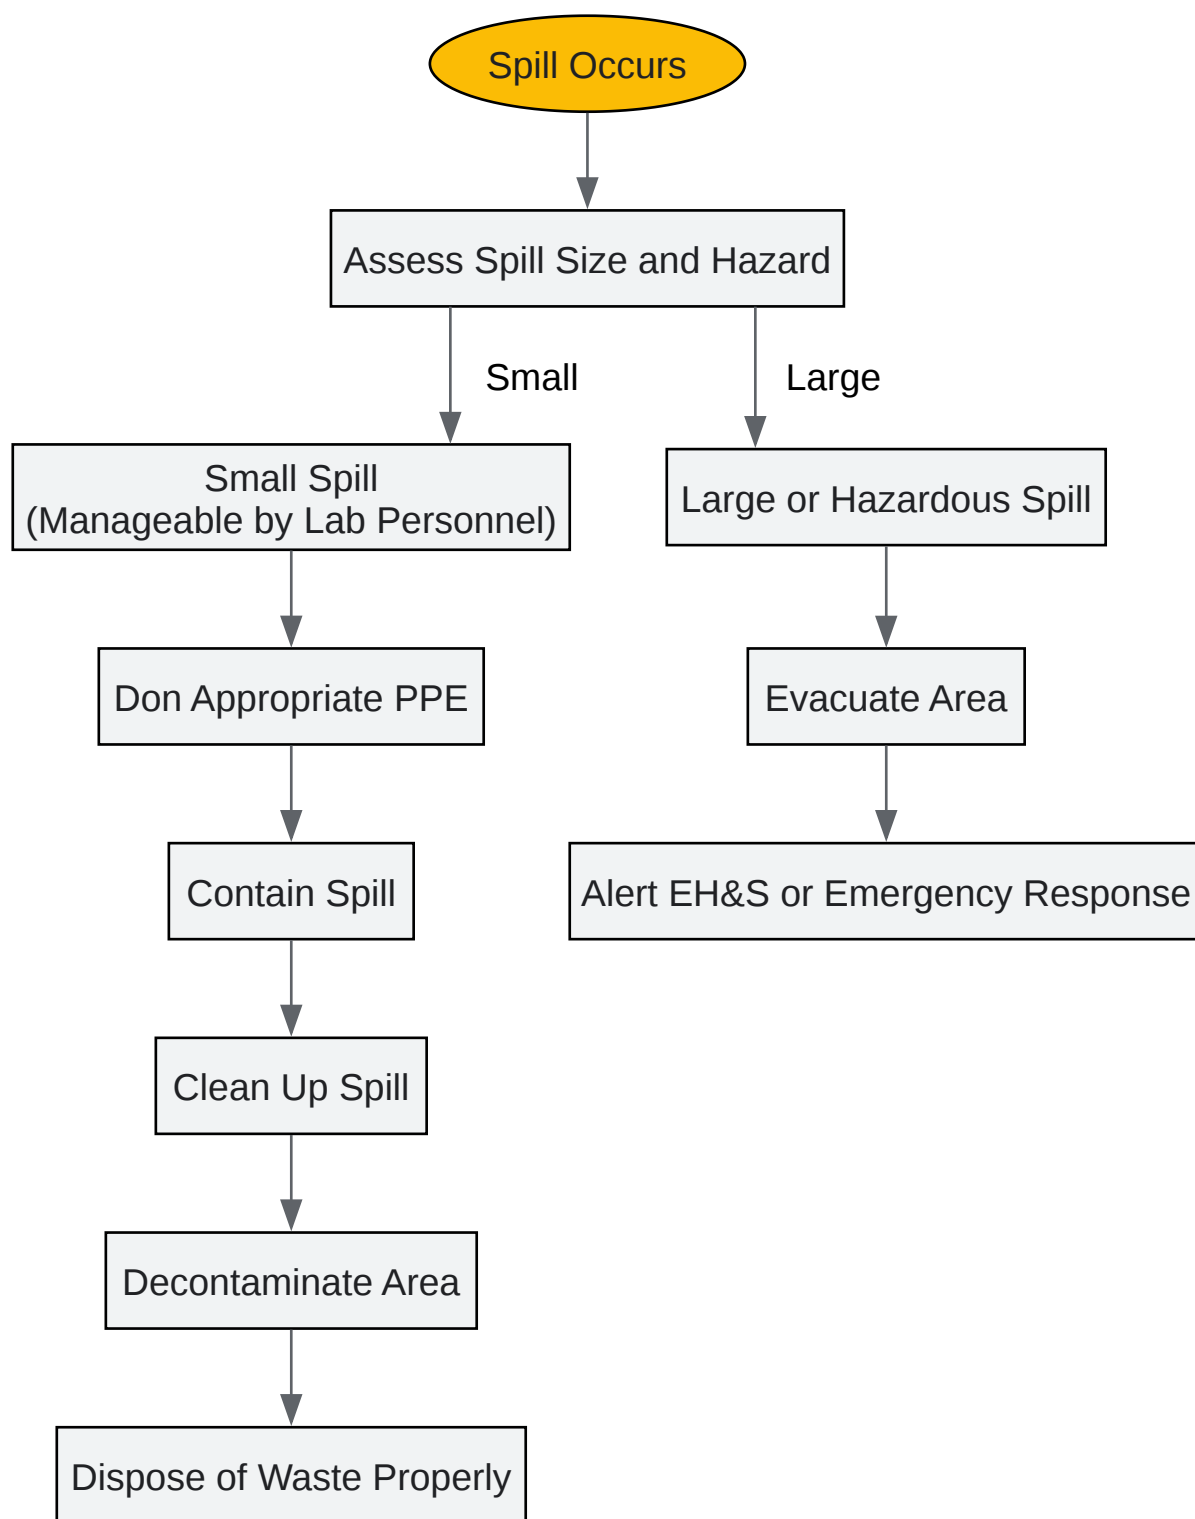 Spill Occurs
Assess Spill Size and Hazard
Small
Large
Small Spill
(Manageable by Lab Personnel)
Large or Hazardous Spill
Don Appropriate PPE
Evacuate Area
Contain Spill
Alert EH&S or Emergency Response
Clean Up Spill
Decontaminate Area
Dispose of Waste Properly